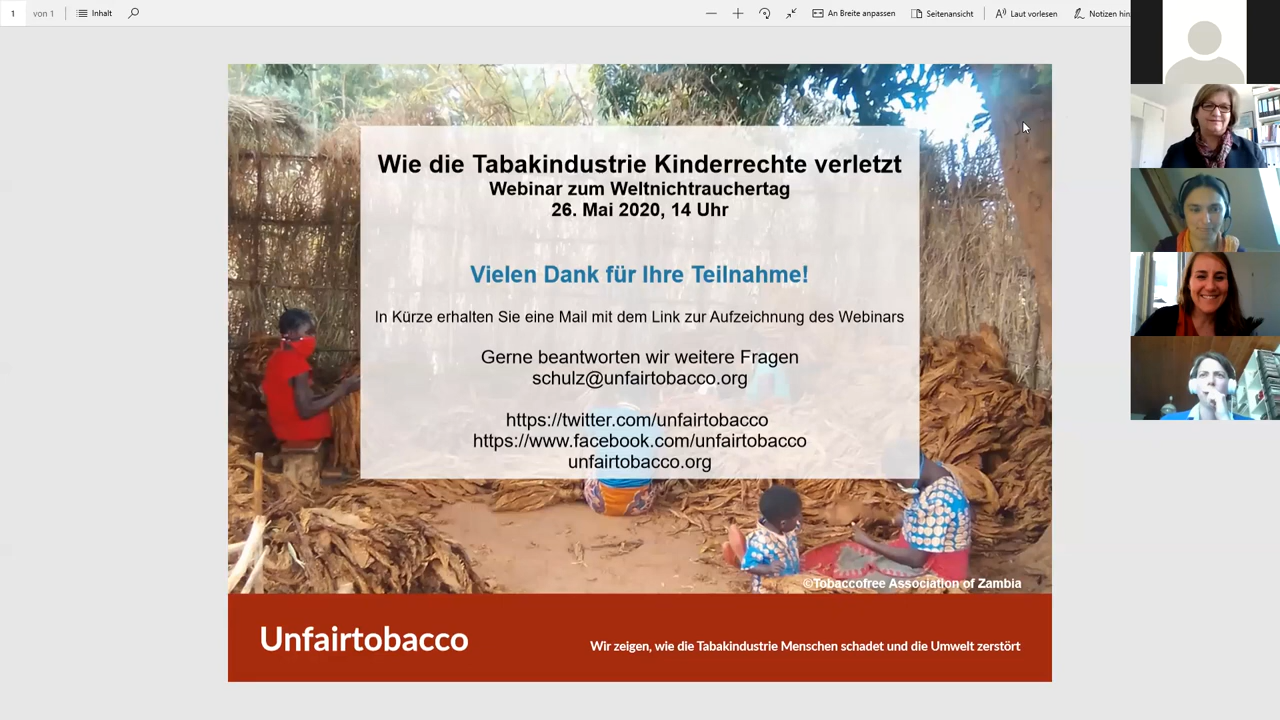 1 von 1 Inhalt An Breite anpassen Seitenansicht Laut vorlesen Notizen hin
Wie die Tabakindustrie Kinderrechte verletzt
Webinar zum Weltnichtrauchertag
26. Mai 2020, 14 Uhr
Vielen Dank für Ihre Teilnahme!
In Kürze erhalten Sie eine Mail mit dem Link zur Aufzeichnung des Webinars
Gerne beantworten wir weitere Fragen
schulz@unfairtobacco.org
https://twitter.com/unfairtobacco
https://www.facebook.com/unfairtobacco
unfairtobacco.org
©Tobaccofree Association of Zambia
Unfairtobacco
Wir zeigen, wie die Tabakindustrie Menschen schadet und die Umwelt zerstört